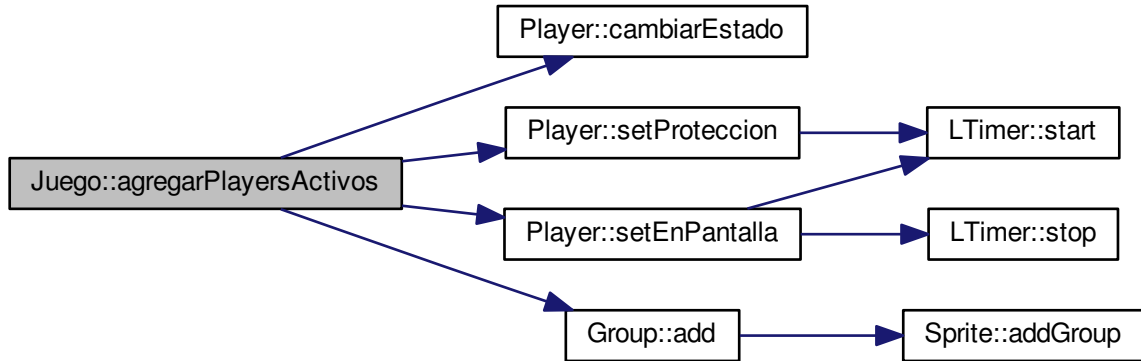 Player::cambiarEstado
Player::setProteccion
LTimer::start
Juego::agregarPlayersActivos
Player::setEnPantalla
LTimer::stop
Group::add
Sprite::addGroup